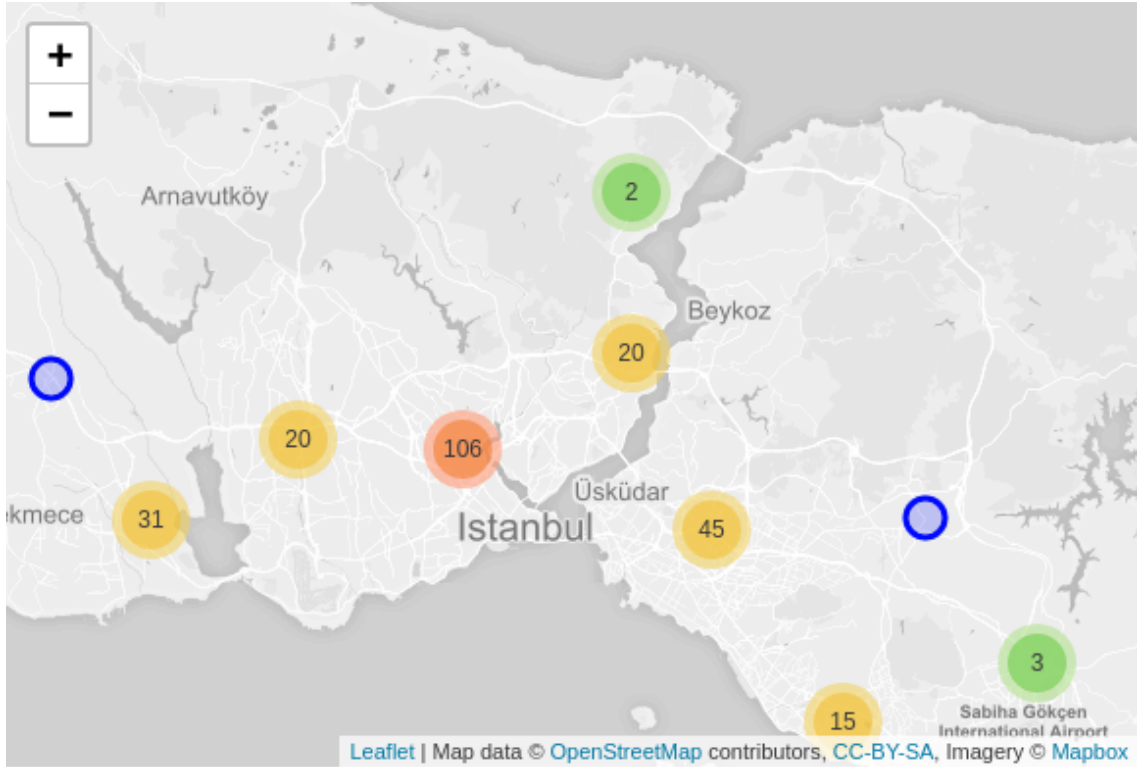 +
−
Arnavutköy
2
Beykoz
20
20
106
31
ekmece
Üsküdar
Istanbul
45
3
15
Sabiha Gökçen
International Airport
Leaflet | Map data © OpenStreetMap contributors, CC-BY-SA, Imagery © Mapbox